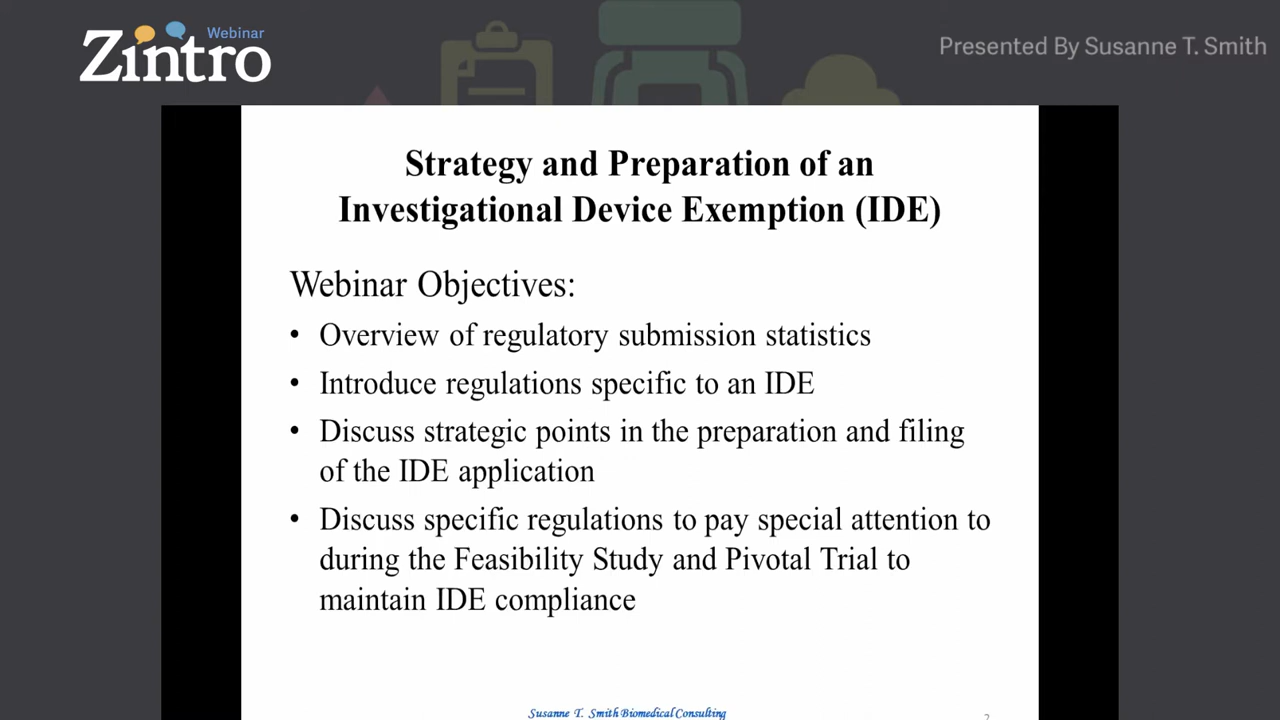 Webinar
Zintro
Presented By Susanne T. Smith
Strategy and Preparation of an
Investigational Device Exemption (IDE)
Webinar Objectives:
• Overview of regulatory submission statistics
• Introduce regulations specific to an IDE
• Discuss strategic points in the preparation and filing
of the IDE application
• Discuss specific regulations to pay special attention to
during the Feasibility Study and Pivotal Trial to
maintain IDE compliance
Susanne T. Smith Biomedical Consulting
2